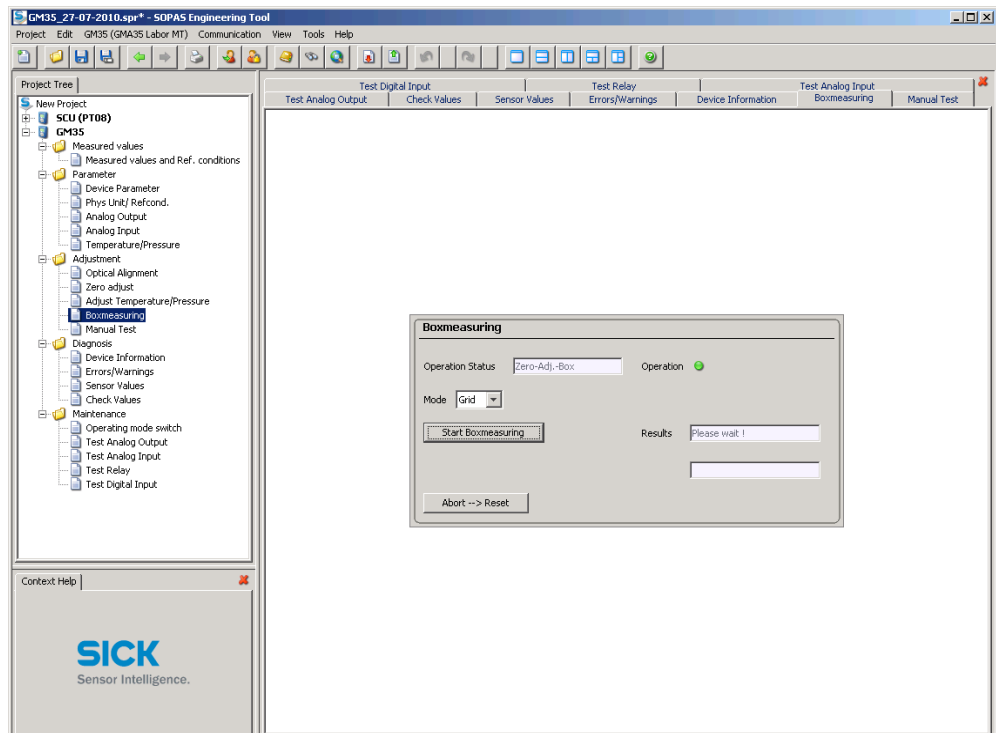 GM35_27-07-2010.spr* - SOPAS Engineering Tool
Project Edit GM35 (GMA35 Labor MT) Communication View Tools Help
Project Tree
New Project
SCU (PT08)
GM35
Measured values
Measured values and Ref. conditions
Parameter
Device Parameter
Phys Unit/ Refcond.
Analog Output
Analog Input
Temperature/Pressure
Adjustment
Optical Alignment
Zero adjust
Adjust Temperature/Pressure
Boxmeasuring
Manual Test
Diagnosis
Device Information
Errors/Warnings
Sensor Values
Check Values
Maintenance
Operating mode switch
Test Analog Output
Test Analog Input
Test Relay
Test Digital Input
Context Help
SICK
Sensor Intelligence.
Test Digital Input Test Relay Test Analog Input
Test Analog Output Check Values Sensor Values Errors/Warnings Device Information Boxmeasuring Manual Test
Boxmeasuring
Operation Status Zero-Adj.-Box Operation
Mode Grid
Start Boxmeasuring Results Please wait !
Abort --> Reset